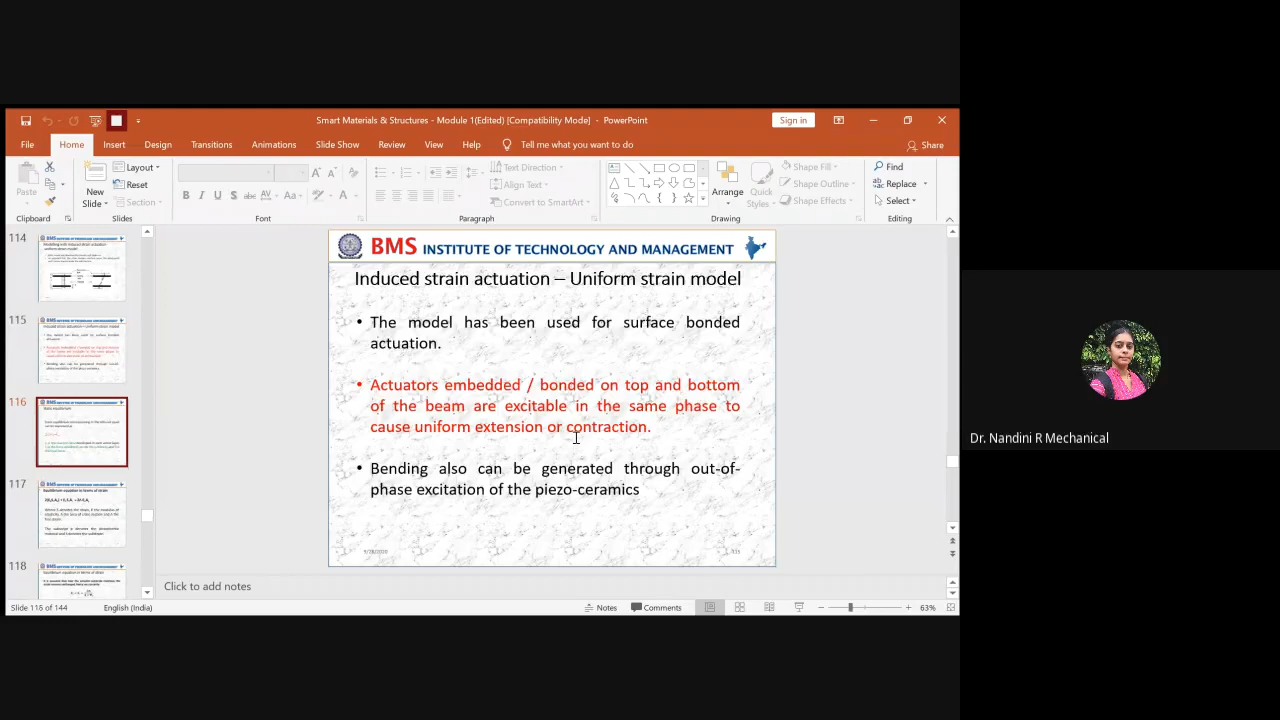 Smart Materials & Structures - Module 1(Edited) [Compatibility Mode] - PowerPoint
Sign in
File Home Insert Design Transitions Animations Slide Show Review View Help Tell me what you want to do Share
Paste
New Slide
Layout
Reset
Section
Text Direction
Align Text
Convert to SmartArt
Arrange
Quick Styles
Shape Fill
Shape Outline
Shape Effects
Find
Replace
Select
Clipboard Slides Font Paragraph Drawing Editing
114
115
116
117
118
BMS INSTITUTE OF TECHNOLOGY AND MANAGEMENT
Induced strain actuation – Uniform strain model
• The model has been used for surface bonded
actuation.
• Actuators embedded / bonded on top and bottom
of the beam are excitable in the same phase to
cause uniform extension or contraction.
• Bending also can be generated through out-of-
phase excitation of the piezo-ceramics
115
Click to add notes
Slide 116 of 144 English (India) Notes Comments 63%
Dr. Nandini R Mechanical